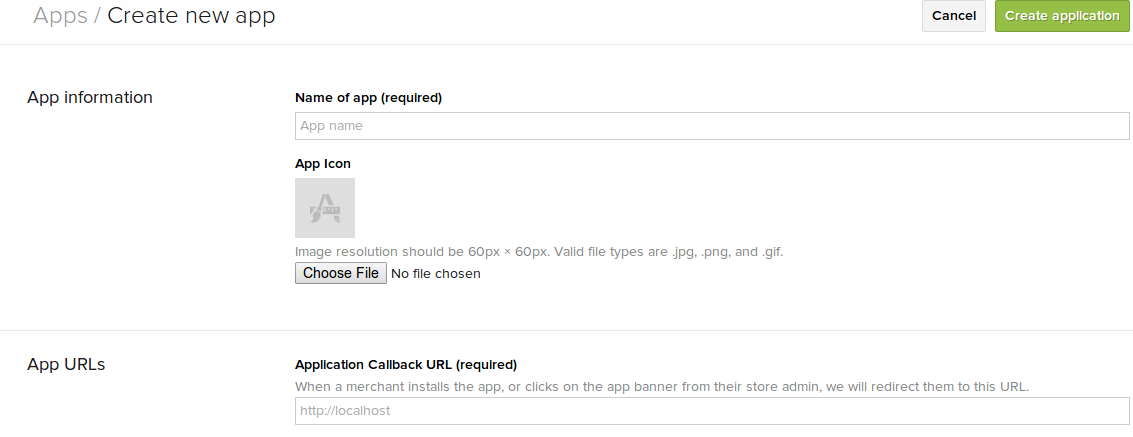 Apps / Create new app
Cancel
Create application
App information
Name of app (required)
App name
App Icon
Image resolution should be 60px × 60px. Valid file types are .jpg, .png, and .gif.
Choose File No file chosen
App URLs
Application Callback URL (required)
When a merchant installs the app, or clicks on the app banner from their store admin, we will redirect them to this URL.
http://localhost